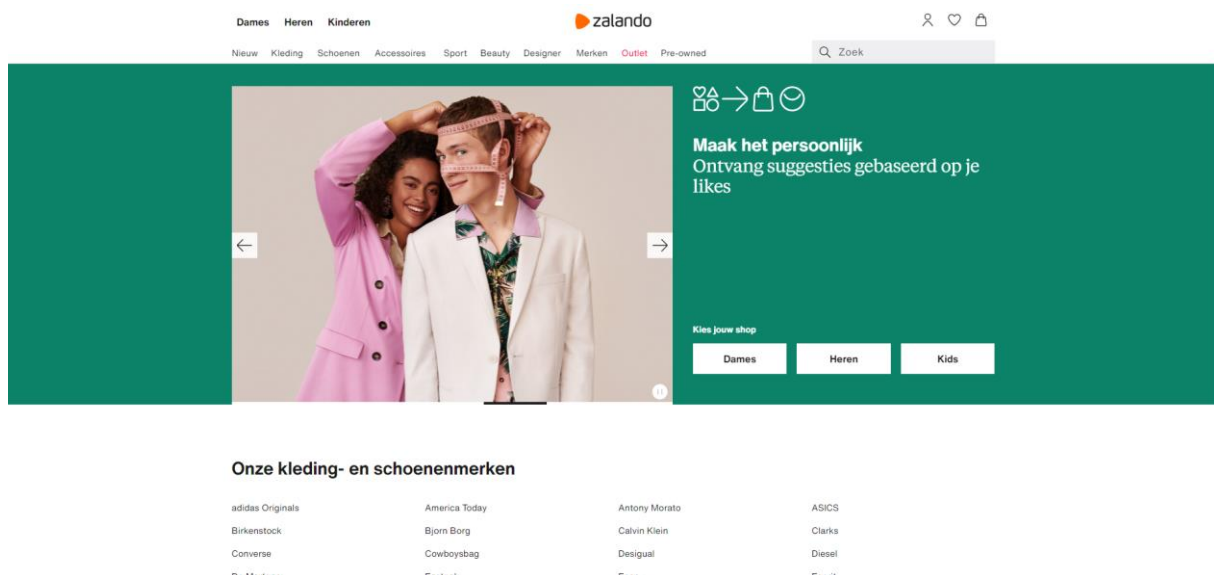 Dames Heren Kinderen
zalando
Nieuw Kleding Schoenen Accessoires Sport Beauty Designer Merken Outlet Pre-owned
Zoek
Maak het persoonlijk
Ontvang suggesties gebaseerd op je
likes
Kies jouw shop
Dames Heren Kids
Onze kleding- en schoenenmerken
adidas Originals America Today Antony Morato ASICS
Birkenstock Bjorn Borg Calvin Klein Clarks
Converse Cowboysbag Desigual Diesel